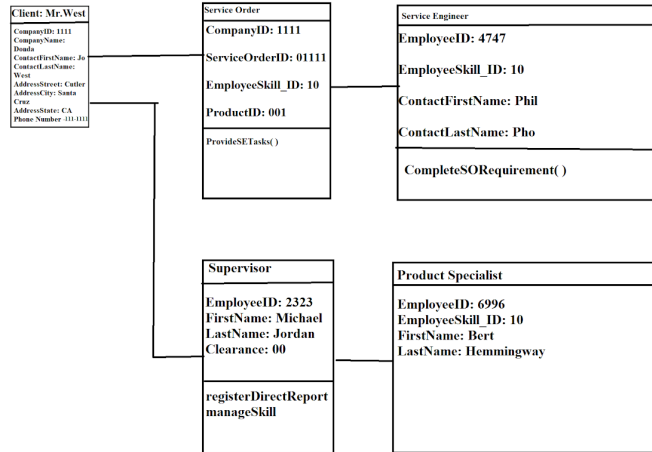 Client: Mr.West
CompanyID: 1111
CompanyName:
Donda
ContactFirstName: Jo
ContactLastName:
West
AddressStreet: Cutler
AddressCity: Santa
Cruz
AddressState: CA
Phone Number -111-1111
Service Order
CompanyID: 1111
ServiceOrderID: 01111
EmployeeSkill_ID: 10
ProductID: 001
ProvideSETasks( )
Service Engineer
EmployeeID: 4747
EmployeeSkill_ID: 10
ContactFirstName: Phil
ContactLastName: Pho
CompleteSORequirement( )
Supervisor
EmployeeID: 2323
FirstName: Michael
LastName: Jordan
Clearance: 00
registerDirectReport
manageSkill
Product Specialist
EmployeeID: 6996
EmployeeSkill_ID: 10
FirstName: Bert
LastName: Hemmingway